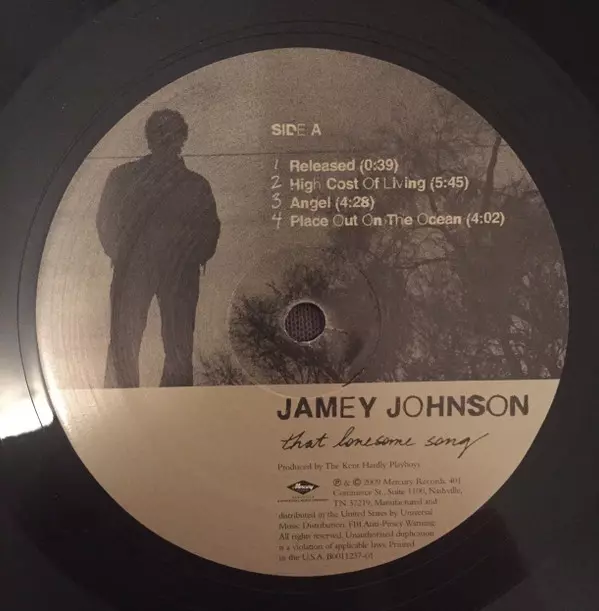 SIDE A
1 Released (0:39)
2 High Cost Of Living (5:45)
3 Angel (4:28)
4 Place Out On The Ocean (4:02)
JAMEY JOHNSON
that lonesome song
Produced by The Kent Hardly Playboys
Mercury
℗ & © 2009 Mercury Records, 401
Commerce St., Suite 1100, Nashville,
TN 37219, Manufactured and
distributed in the United States by Universal
Music Distribution. FBI Anti-Piracy Warning:
All rights reserved. Unauthorized duplication
is a violation of applicable laws. Printed
in the U.S.A. B0011237-01